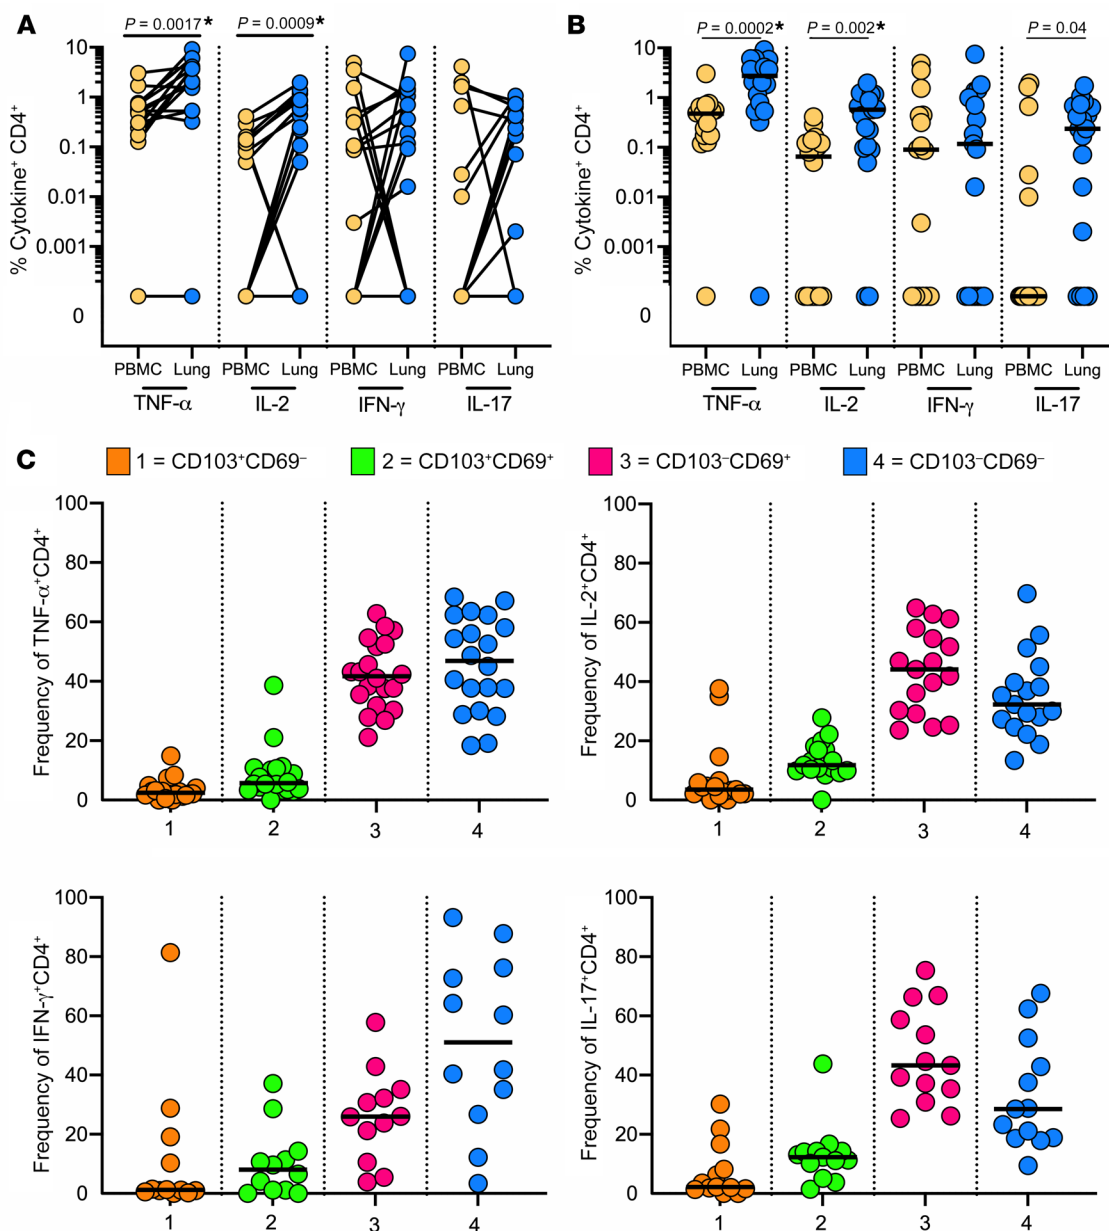 A
P = 0.0017* P = 0.0009*
% Cytokine⁺ CD4⁺
10
1
0.1
0.01
0.001
0
PBMC Lung PBMC Lung PBMC Lung PBMC Lung
TNF-α IL-2 IFN-γ IL-17
B
P = 0.0002* P = 0.002* P = 0.04
% Cytokine⁺ CD4⁺
10
1
0.1
0.01
0.001
0
PBMC Lung PBMC Lung PBMC Lung PBMC Lung
TNF-α IL-2 IFN-γ IL-17
C
1 = CD103⁺CD69⁻ 2 = CD103⁺CD69⁺ 3 = CD103⁻CD69⁺ 4 = CD103⁻CD69⁻
Frequency of TNF-α⁺CD4⁺
100
80
60
40
20
0
1 2 3 4
Frequency of IL-2⁺CD4⁺
100
80
60
40
20
0
1 2 3 4
Frequency of IFN-γ⁺CD4⁺
100
80
60
40
20
0
1 2 3 4
Frequency of IL-17⁺CD4⁺
100
80
60
40
20
0
1 2 3 4